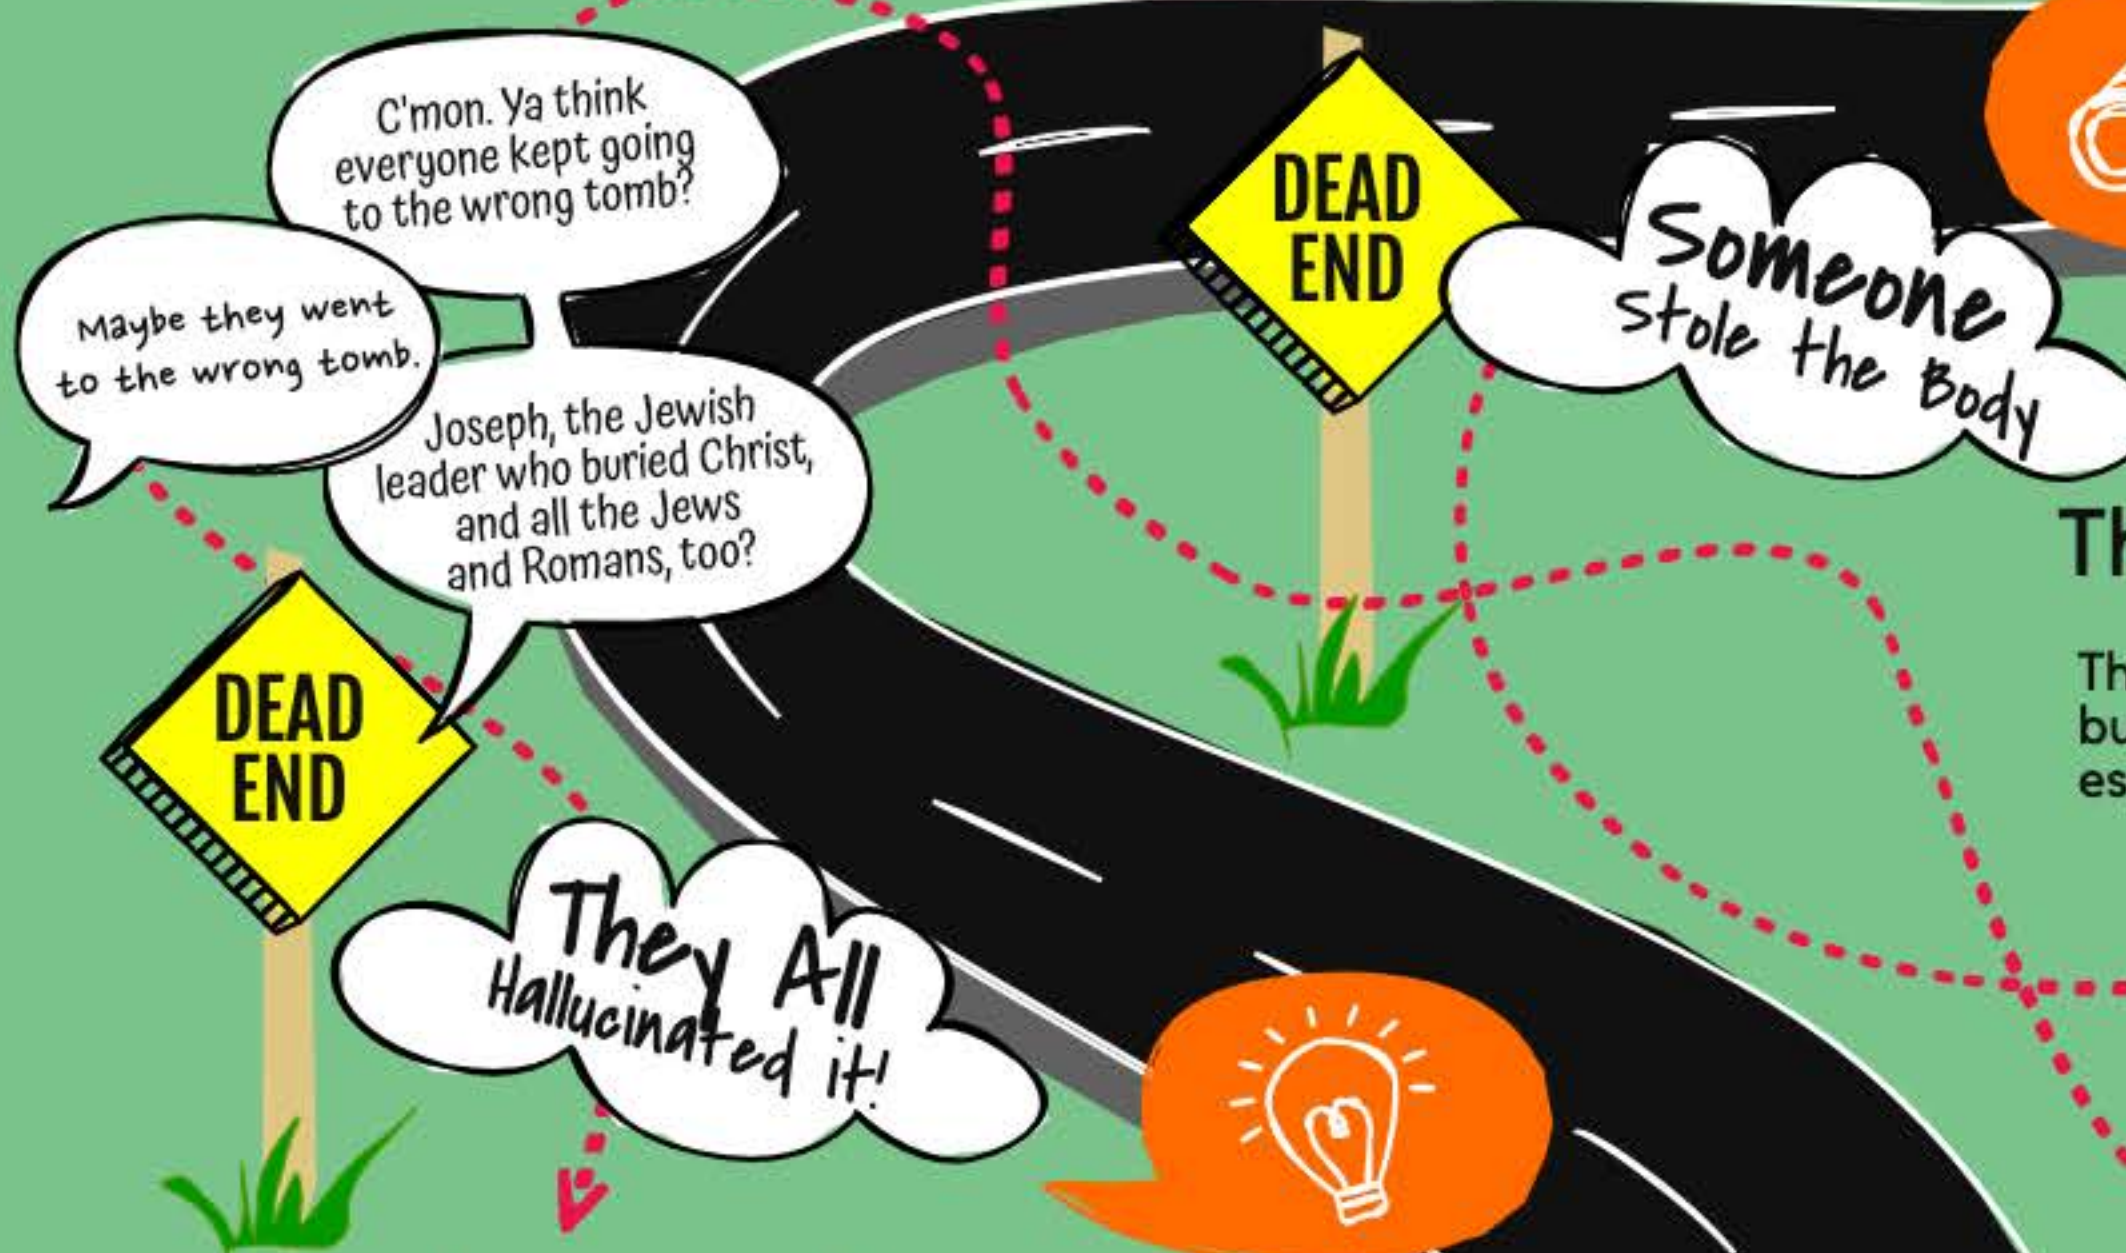 C'mon. Ya think
everyone kept going
to the wrong tomb?
Maybe they went
to the wrong tomb.
Joseph, the Jewish
leader who buried Christ,
and all the Jews
and Romans, too?
DEAD
END
Someone
Stole the Body
DEAD
END
They All
Hallucinated it!